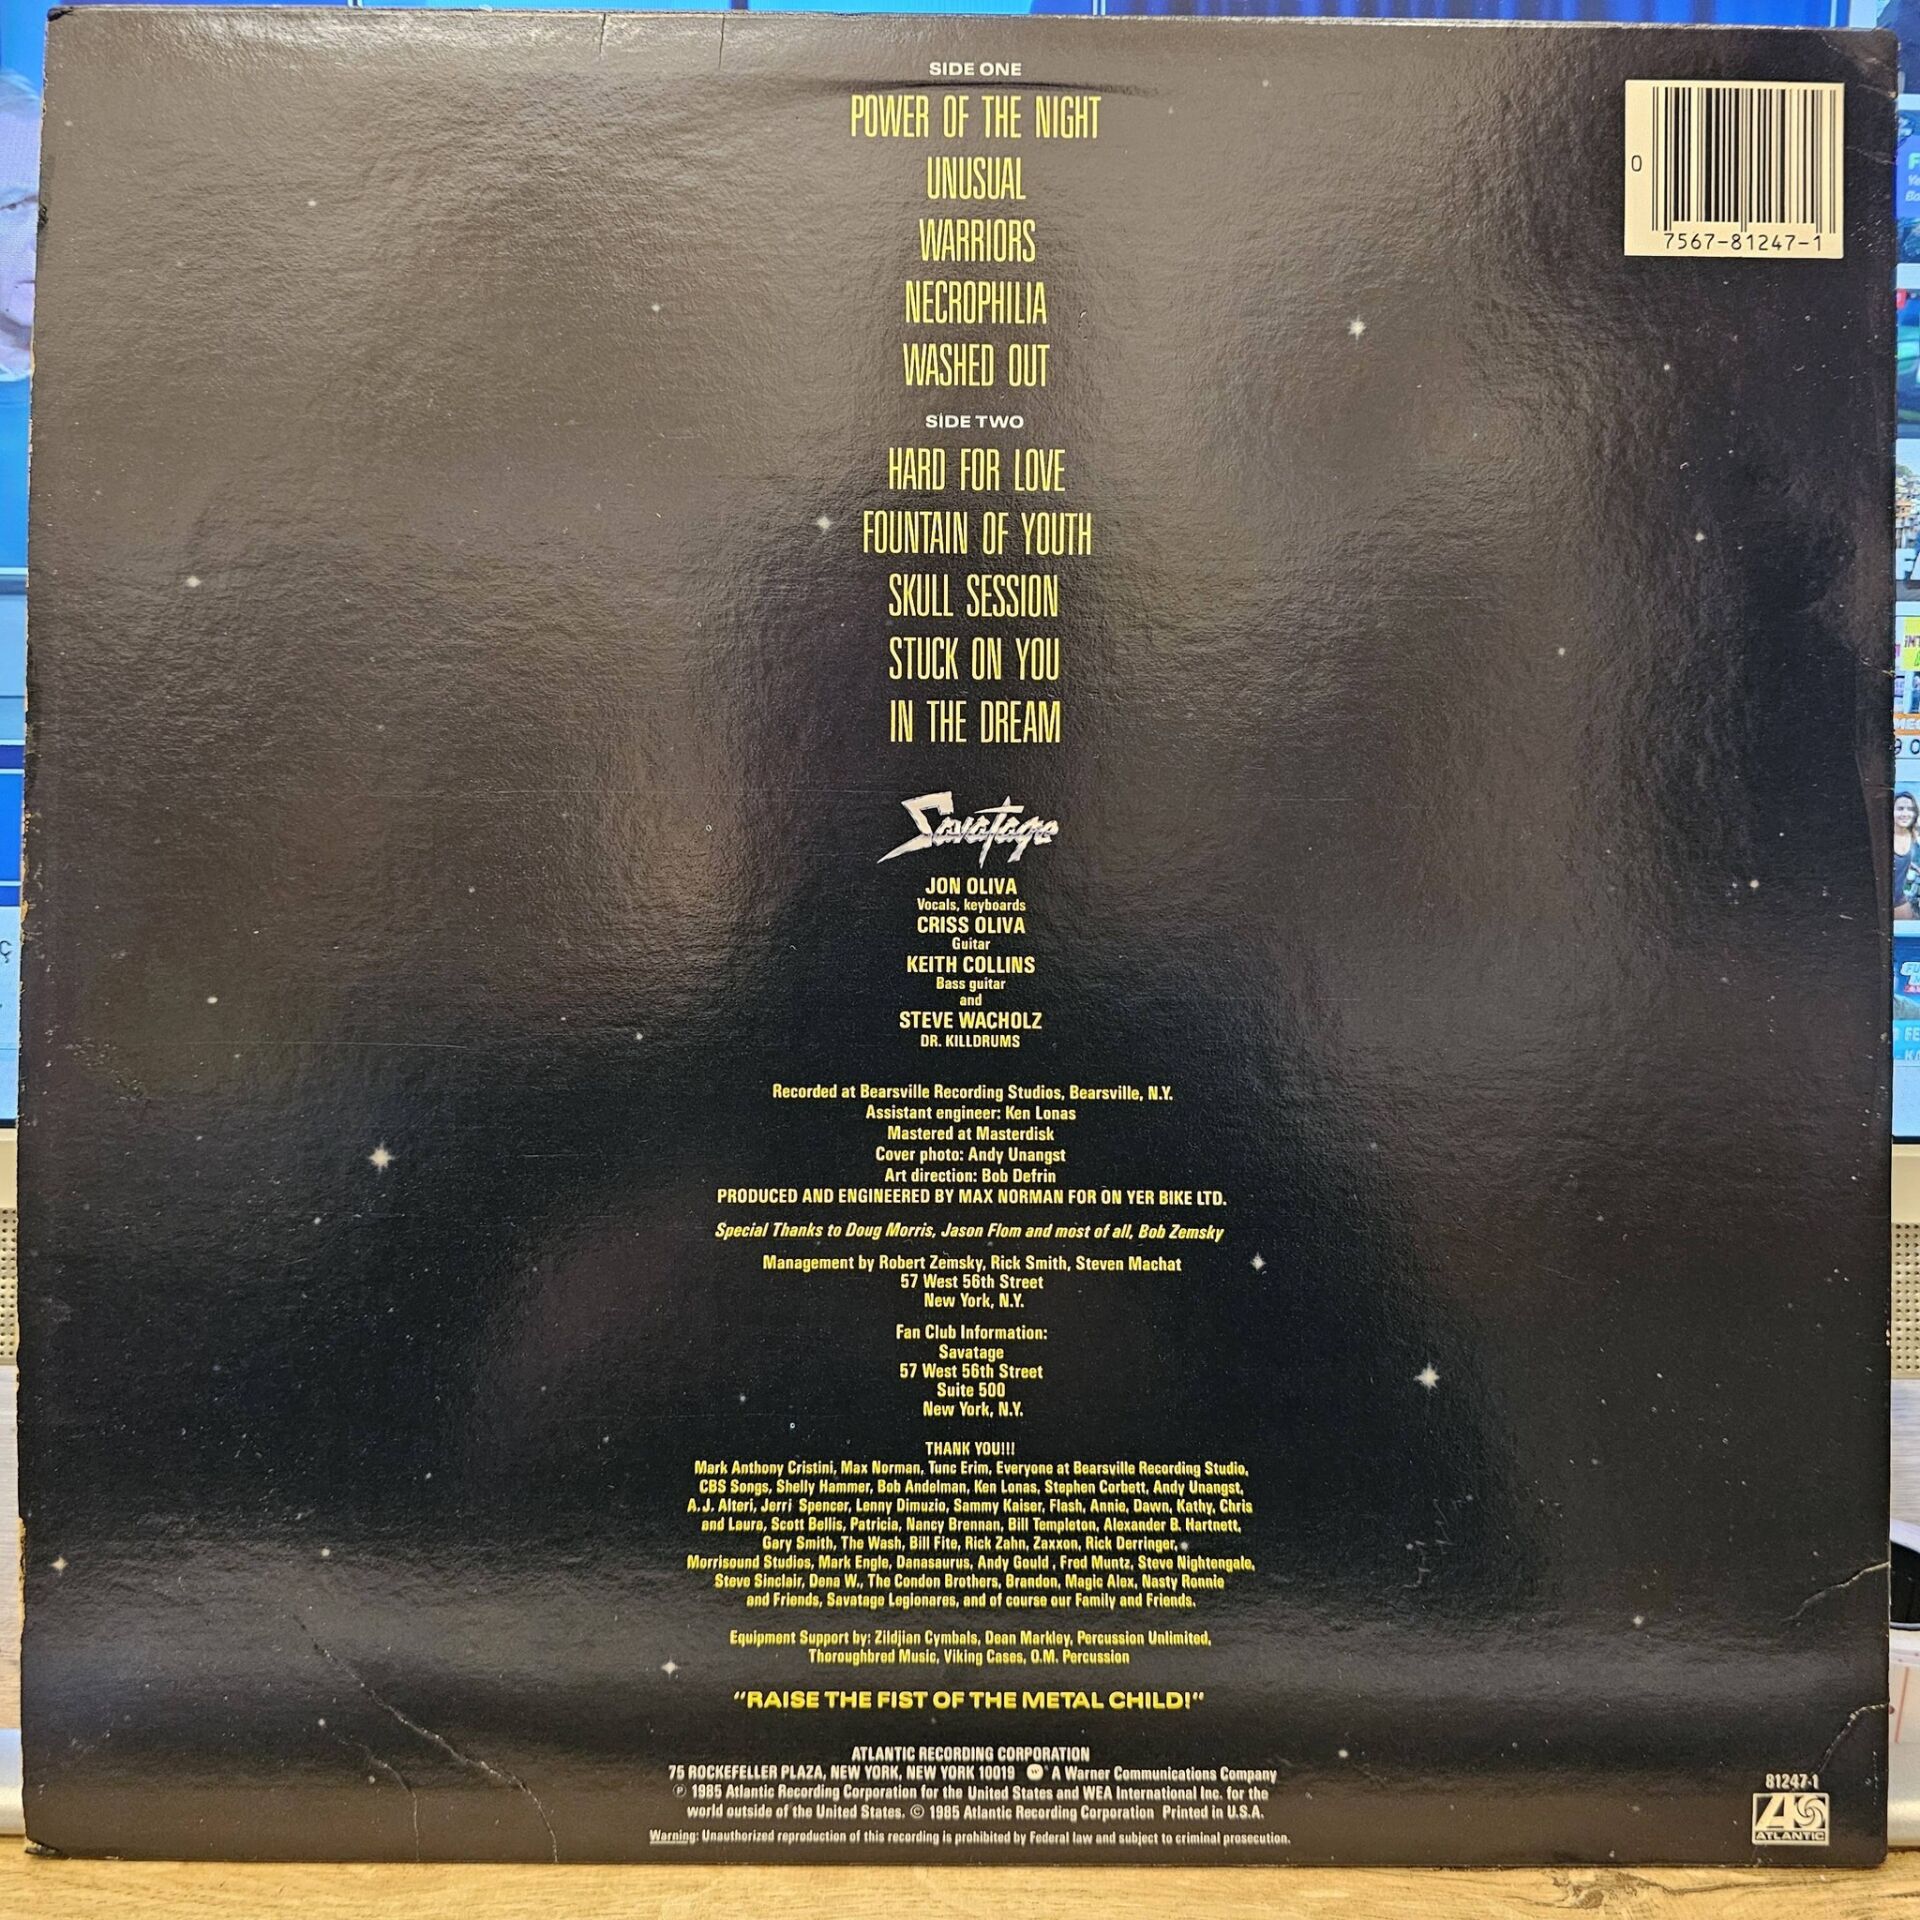 SIDE ONE
POWER OF THE NIGHT
UNUSUAL
WARRIORS
NECROPHILIA
WASHED OUT
SIDE TWO
HARD FOR LOVE
FOUNTAIN OF YOUTH
SKULL SESSION
STUCK ON YOU
IN THE DREAM
0
7567-81247-1
Savatage
JON OLIVA
Vocals, keyboards
CRISS OLIVA
Guitar
KEITH COLLINS
Bass guitar
and
STEVE WACHOLZ
DR. KILLDRUMS
Recorded at Bearsville Recording Studios, Bearsville, N.Y.
Assistant engineer: Ken Lonas
Mastered at Masterdisk
Cover photo: Andy Unangst
Art direction: Bob Defrin
PRODUCED AND ENGINEERED BY MAX NORMAN FOR ON YER BIKE LTD.
Special Thanks to Doug Morris, Jason Flom and most of all, Bob Zemsky
Management by Robert Zemsky, Rick Smith, Steven Machat
57 West 56th Street
New York, N.Y.
Fan Club Information:
Savatage
57 West 56th Street
Suite 500
New York, N.Y.
THANK YOU!!!
Mark Anthony Cristini, Max Norman, Tunc Erim, Everyone at Bearsville Recording Studio,
CBS Songs, Shelly Hammer, Bob Andelman, Ken Lonas, Stephen Corbett, Andy Unangst,
A.J. Alteri, Jerri Spencer, Lenny Dimuzio, Sammy Kaiser, Flash, Annie, Dawn, Kathy, Chris
and Laura, Scott Bellis, Patricia, Nancy Brennan, Bill Templeton, Alexander B. Hartnett,
Gary Smith, The Wash, Bill Fite, Rick Zahn, Zaxxon, Rick Derringer,
Morrisound Studios, Mark Engle, Danasaurus, Andy Gould, Fred Muntz, Steve Nightengale,
Steve Sinclair, Dena W., The Condon Brothers, Brandon, Magic Alex, Nasty Ronnie
and Friends, Savatage Legionares, and of course our Family and Friends.
Equipment Support by: Zildjian Cymbals, Dean Markley, Percussion Unlimited,
Thoroughbred Music, Viking Cases, O.M. Percussion
"RAISE THE FIST OF THE METAL CHILD!"
ATLANTIC RECORDING CORPORATION
75 ROCKEFELLER PLAZA, NEW YORK, NEW YORK 10019 A Warner Communications Company
℗ 1985 Atlantic Recording Corporation for the United States and WEA International Inc. for the
world outside of the United States. © 1985 Atlantic Recording Corporation Printed in U.S.A.
Warning: Unauthorized reproduction of this recording is prohibited by Federal law and subject to criminal prosecution.
81247-1
ATLANTIC